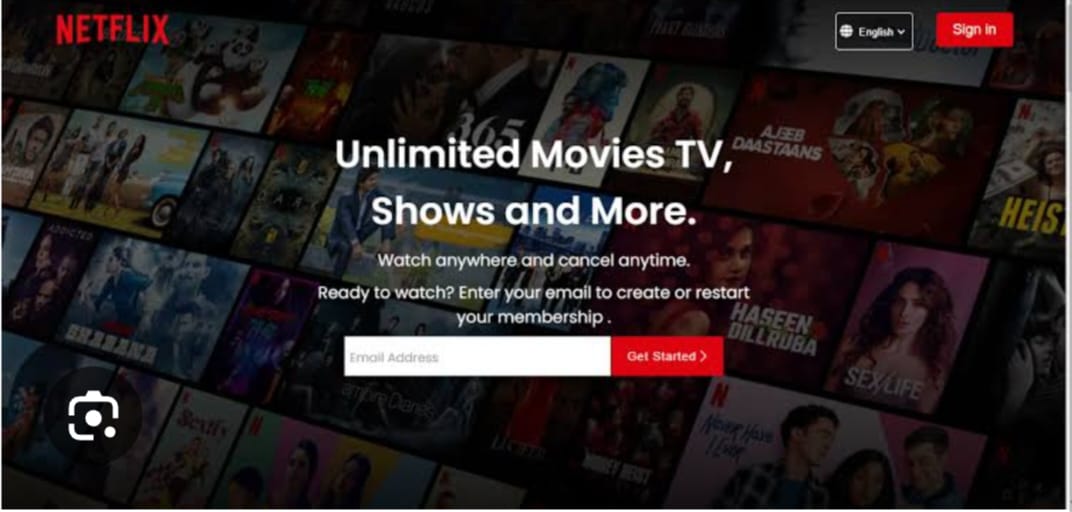 NETFLIX
English
Sign in
365
AJEEB
DAASTAANS
Unlimited Movies TV,
Shows and More.
HEIST
ADDICTED
Watch anywhere and cancel anytime.
Ready to watch? Enter your email to create or restart
your membership .
HASEEN
DILLRUBA
Email Address
Get Started >
SEX/LIFE
Sexify
Never Have
I Ever
MONEY HEIST